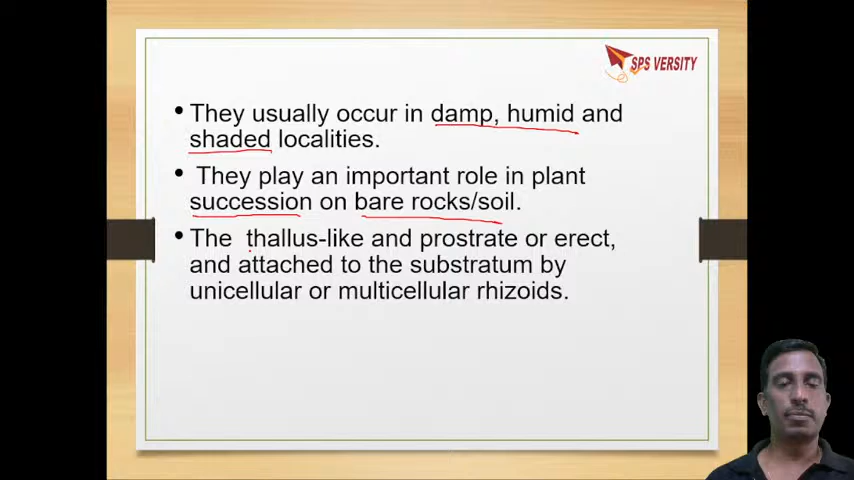 SPS VERSITY
• They usually occur in damp, humid and
shaded localities.
• They play an important role in plant
succession on bare rocks/soil.
• The thallus-like and prostrate or erect,
and attached to the substratum by
unicellular or multicellular rhizoids.